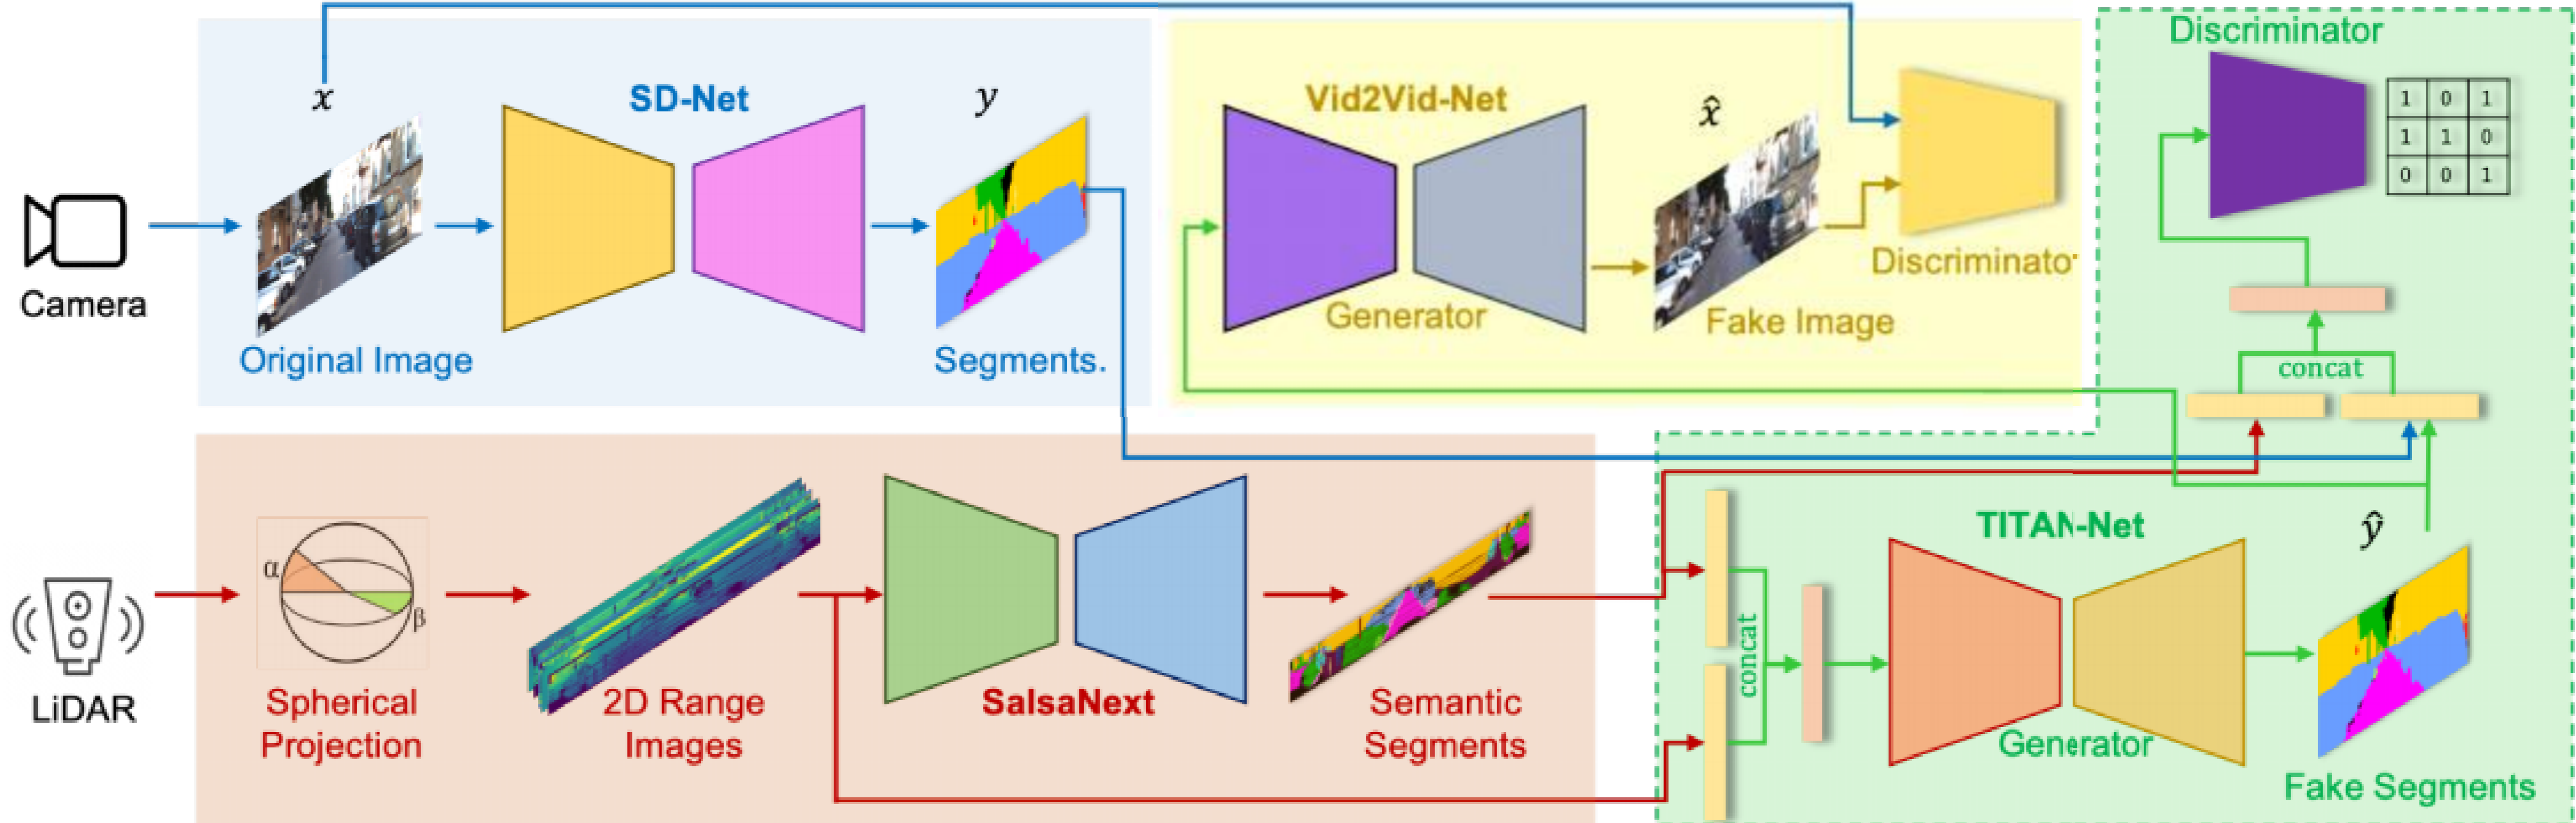 x
SD-Net
y
Original Image
Segments.
Camera
Vid2Vid-Net
x̂
Generator
Fake Image
Discriminator
Discriminator
1 0 1
1 1 0
0 0 1
concat
LiDAR
α
β
Spherical
Projection
2D Range
Images
SalsaNext
Semantic
Segments
concat
TITAN-Net
Generator
ŷ
Fake Segments